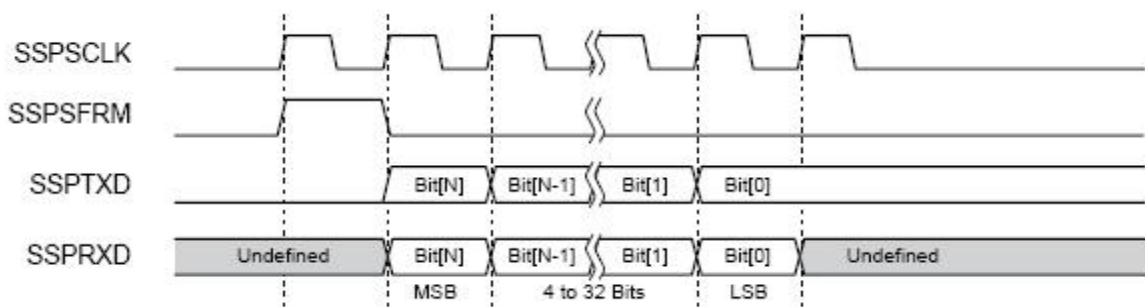 SSPSCLK
SSPSFRM
SSPTXD Bit[N] Bit[N-1] Bit[1] Bit[0]
SSPRXD Undefined Bit[N] Bit[N-1] Bit[1] Bit[0] Undefined
MSB 4 to 32 Bits LSB